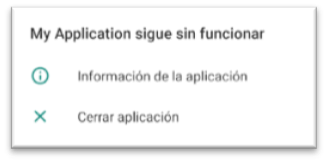 My Application sigue sin funcionar
Información de la aplicación
Cerrar aplicación